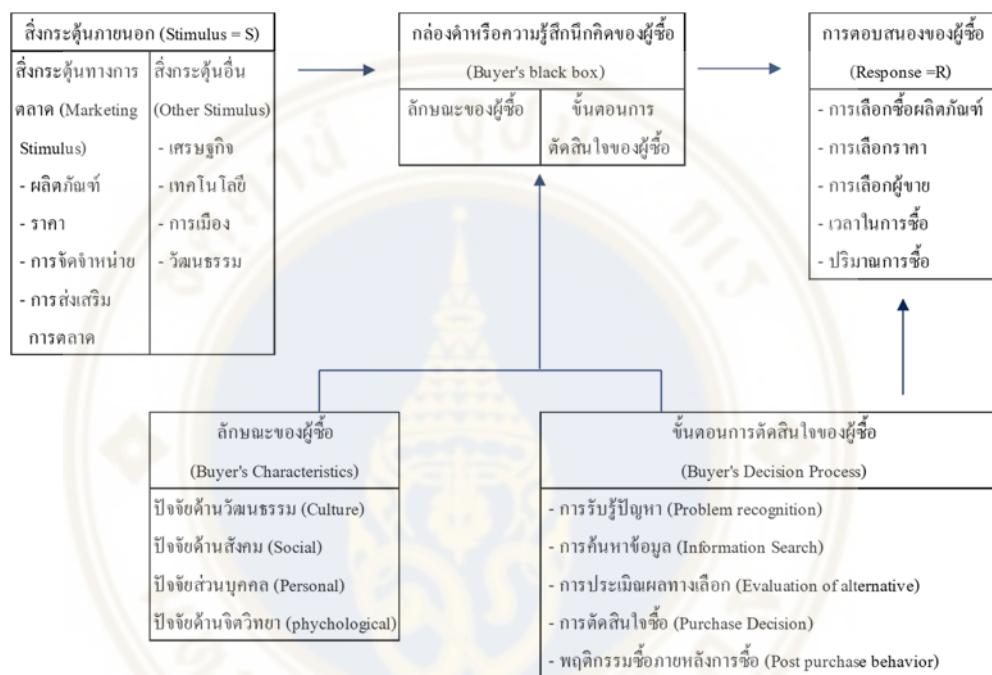 สิ่งกระตุ้นภายนอก (Stimulus = S)
สิ่งกระตุ้นทางการ
ตลาด (Marketing
Stimulus)
- ผลิตภัณฑ์
- ราคา
- การจัดจำหน่าย
- การส่งเสริม
การตลาด
สิ่งกระตุ้นอื่น
(Other Stimulus)
- เศรษฐกิจ
- เทคโนโลยี
- การเมือง
- วัฒนธรรม
กล่องดำหรือความรู้สึกนึกคิดของผู้ซื้อ
(Buyer's black box)
ลักษณะของผู้ซื้อ
ขั้นตอนการ
ตัดสินใจของผู้ซื้อ
การตอบสนองของผู้ซื้อ
(Response =R)
- การเลือกซื้อผลิตภัณฑ์
- การเลือกราคา
- การเลือกผู้ขาย
- เวลาในการซื้อ
- ปริมาณการซื้อ
ลักษณะของผู้ซื้อ
(Buyer's Characteristics)
ปัจจัยด้านวัฒนธรรม (Culture)
ปัจจัยด้านสังคม (Social)
ปัจจัยส่วนบุคคล (Personal)
ปัจจัยด้านจิตวิทยา (phychological)
ขั้นตอนการตัดสินใจของผู้ซื้อ
(Buyer's Decision Process)
- การรับรู้ปัญหา (Problem recognition)
- การค้นหาข้อมูล (Information Search)
- การประเมิณผลทางเลือก (Evaluation of alternative)
- การตัดสินใจซื้อ (Purchase Decision)
- พฤติกรรมซื้อภายหลังการซื้อ (Post purchase behavior)